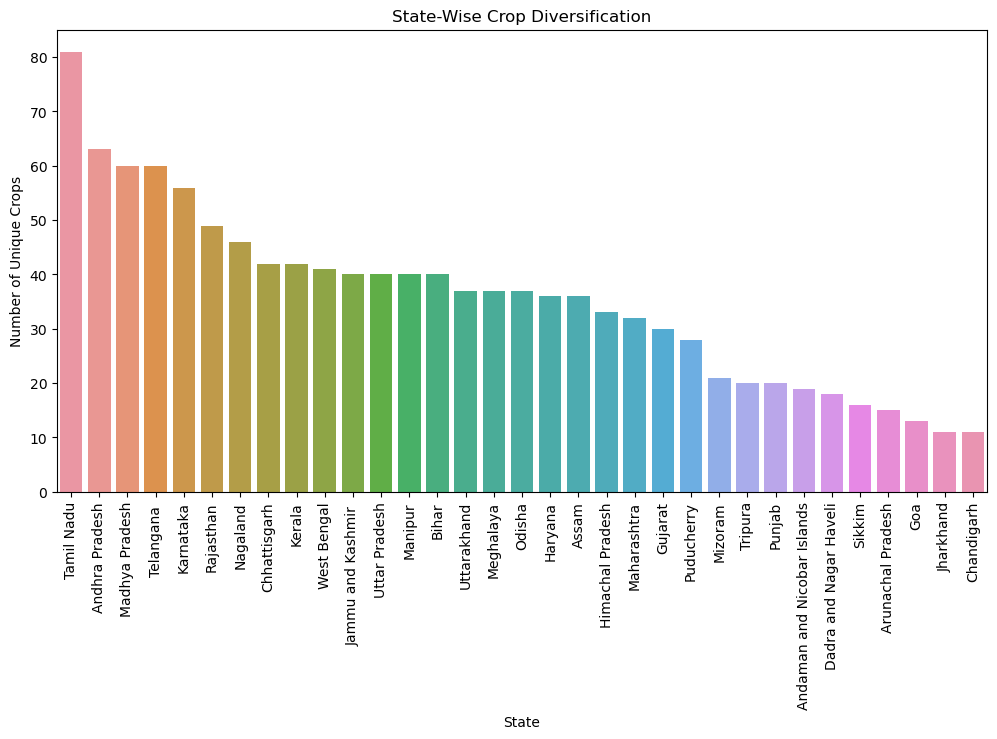 State-Wise Crop Diversification
Number of Unique Crops
80
70
60
50
40
30
20
10
0
Tamil Nadu
Andhra Pradesh
Madhya Pradesh
Telangana
Karnataka
Rajasthan
Nagaland
Chhattisgarh
Kerala
West Bengal
Jammu and Kashmir
Uttar Pradesh
Manipur
Bihar
Uttarakhand
Meghalaya
Odisha
Haryana
Assam
Himachal Pradesh
Maharashtra
Gujarat
Puducherry
Mizoram
Tripura
Punjab
Andaman and Nicobar Islands
Dadra and Nagar Haveli
Sikkim
Arunachal Pradesh
Goa
Jharkhand
Chandigarh
State